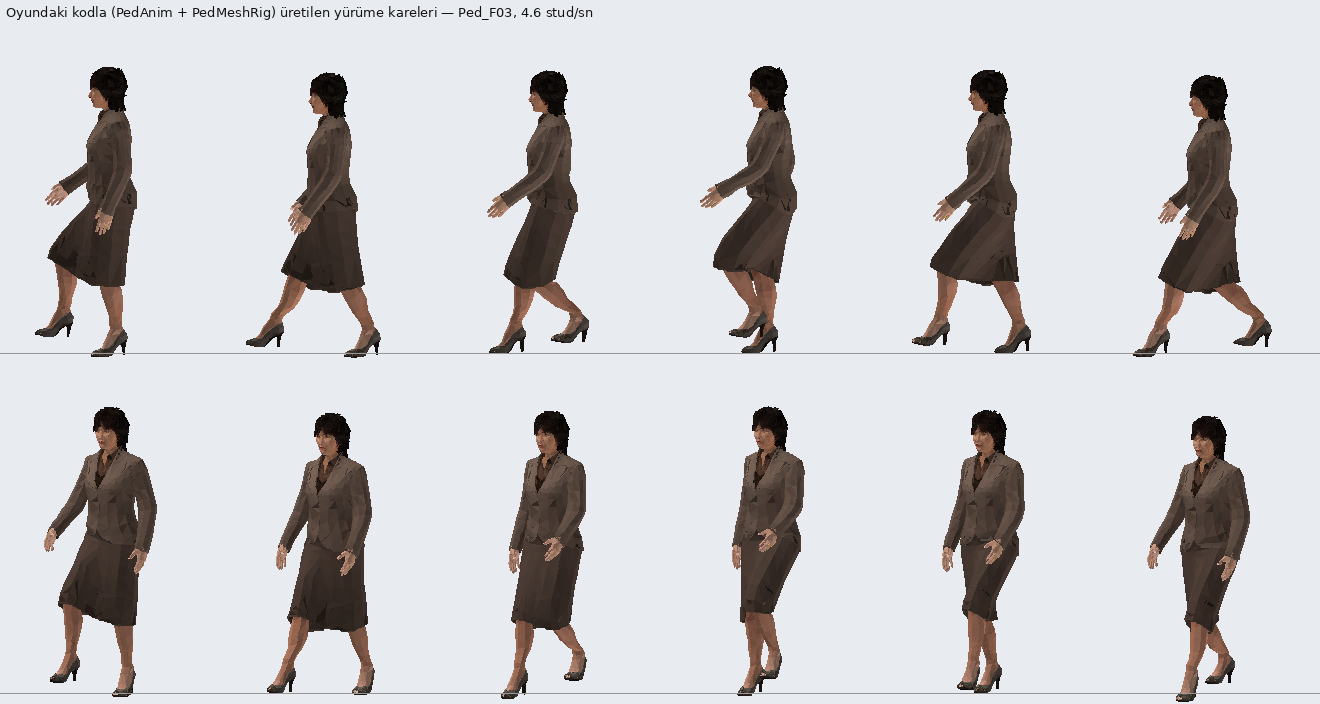 Oyundaki kodla (PedAnim + PedMeshRig) üretilen yürüme kareleri — Ped_F03, 4.6 stud/sn